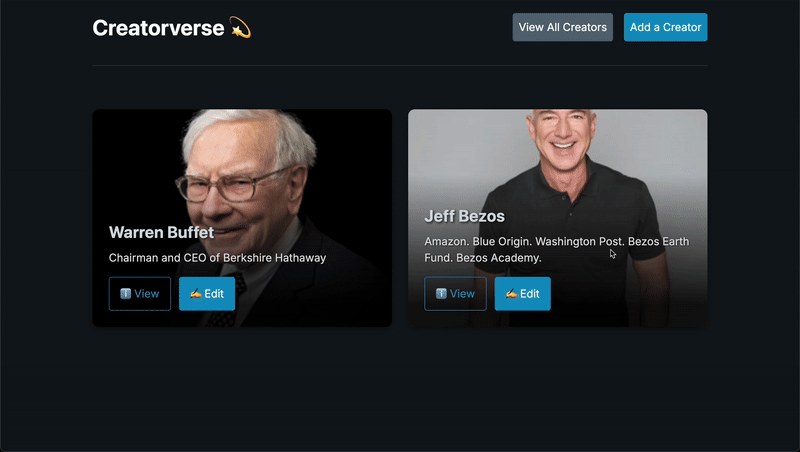 Creatorverse 💫
View All Creators
Add a Creator
Warren Buffet
Chairman and CEO of Berkshire Hathaway
ℹ️ View
✍️ Edit
Jeff Bezos
Amazon. Blue Origin. Washington Post. Bezos Earth
Fund. Bezos Academy.
ℹ️ View
✍️ Edit